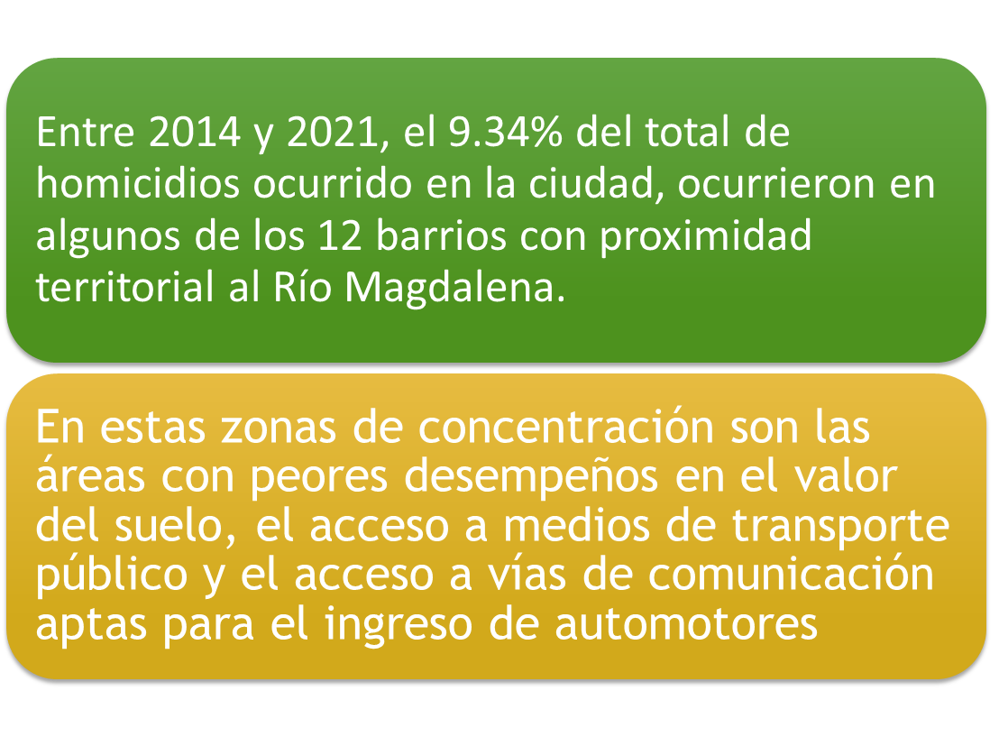 Entre 2014 y 2021, el 9.34% del total de
homicidios ocurrido en la ciudad, ocurrieron en
algunos de los 12 barrios con proximidad
territorial al Río Magdalena.
En estas zonas de concentración son las
áreas con peores desempeños en el valor
del suelo, el acceso a medios de transporte
público y el acceso a vías de comunicación
aptas para el ingreso de automotores